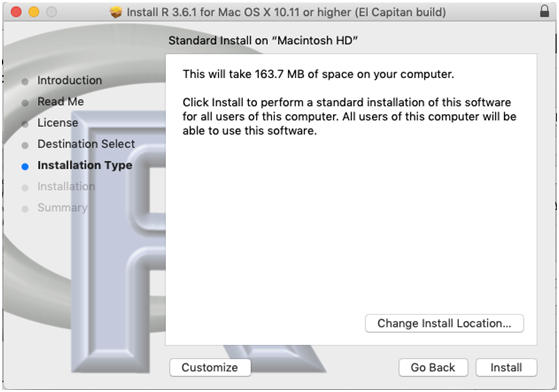 Install R 3.6.1 for Mac OS X 10.11 or higher (El Capitan build)
Standard Install on “Macintosh HD”
Introduction
Read Me
License
Destination Select
Installation Type
Installation
Summary
This will take 163.7 MB of space on your computer.
Click Install to perform a standard installation of this software
for all users of this computer. All users of this computer will be
able to use this software.
Change Install Location...
Customize
Go Back
Install